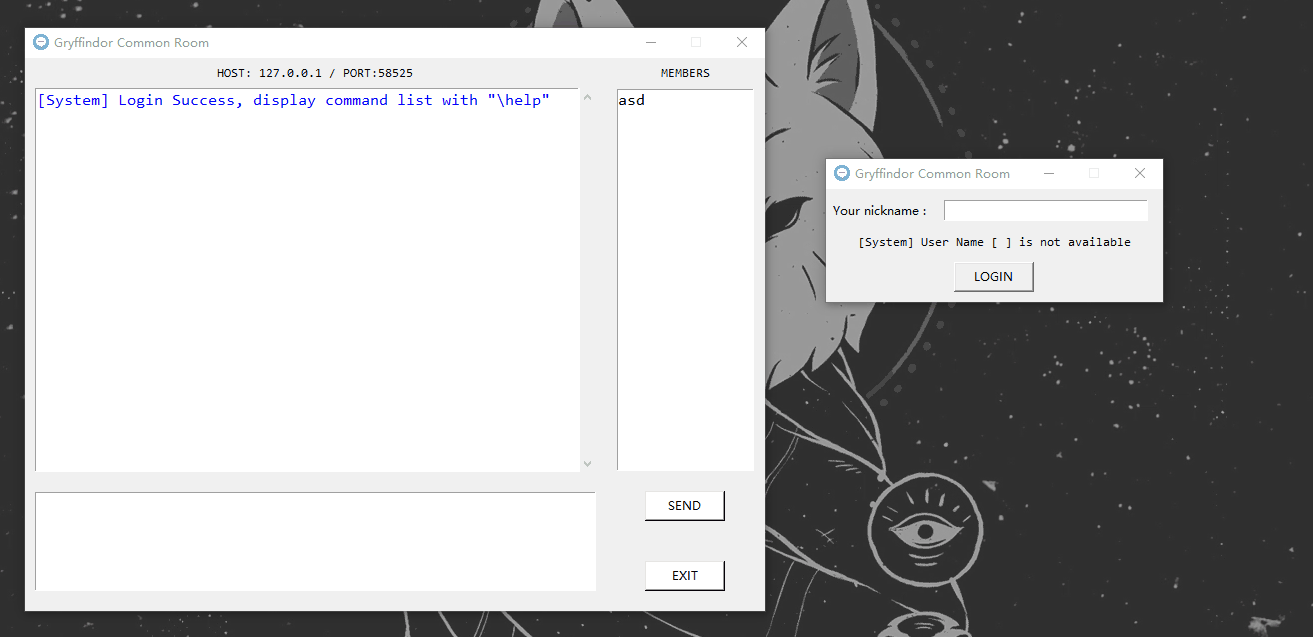 Gryffindor Common Room
HOST: 127.0.0.1 / PORT:58525
MEMBERS
[System] Login Success, display command list with "\help"
asd
SEND
EXIT
Gryffindor Common Room
Your nickname :
[System] User Name [ ] is not available
LOGIN